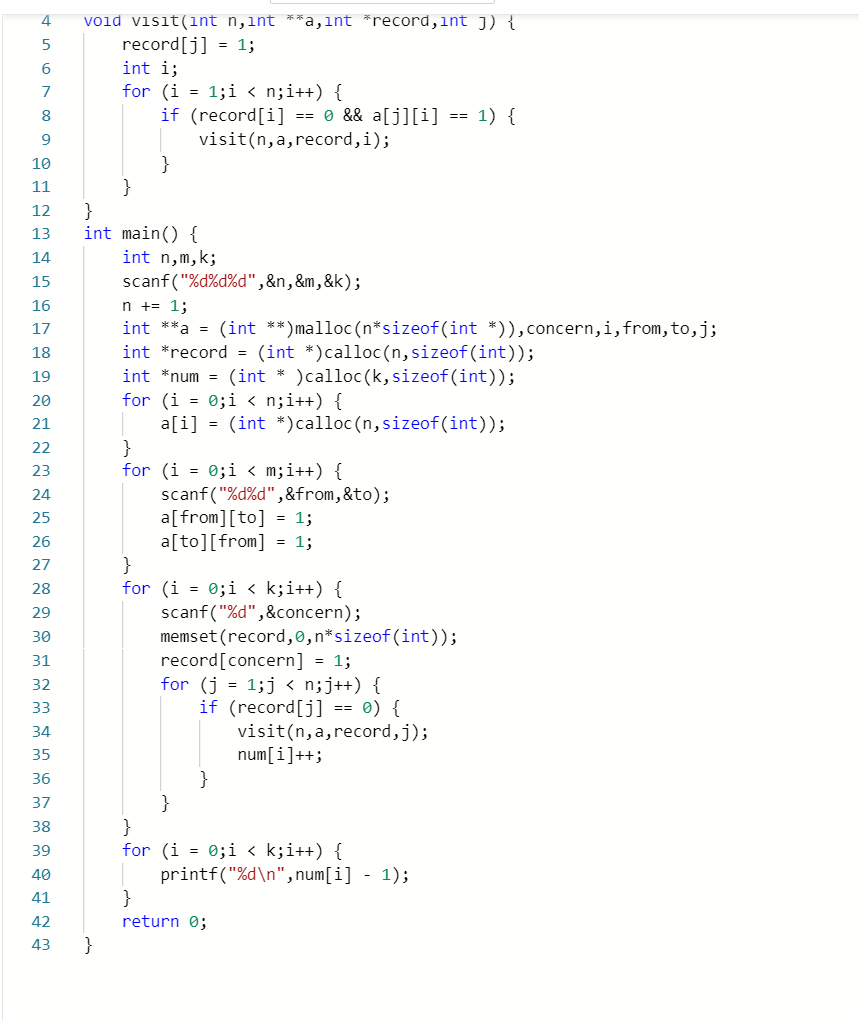 4 void visit(int n,int **a,int *record,int j) {
5 record[j] = 1;
6 int i;
7 for (i = 1;i < n;i++) {
8 if (record[i] == 0 && a[j][i] == 1) {
9 visit(n,a,record,i);
10 }
11 }
12 }
13 int main() {
14 int n,m,k;
15 scanf("%d%d%d",&n,&m,&k);
16 n += 1;
17 int **a = (int **)malloc(n*sizeof(int *)),concern,i,from,to,j;
18 int *record = (int *)calloc(n,sizeof(int));
19 int *num = (int * )calloc(k,sizeof(int));
20 for (i = 0;i < n;i++) {
21 a[i] = (int *)calloc(n,sizeof(int));
22 }
23 for (i = 0;i < m;i++) {
24 scanf("%d%d",&from,&to);
25 a[from][to] = 1;
26 a[to][from] = 1;
27 }
28 for (i = 0;i < k;i++) {
29 scanf("%d",&concern);
30 memset(record,0,n*sizeof(int));
31 record[concern] = 1;
32 for (j = 1;j < n;j++) {
33 if (record[j] == 0) {
34 visit(n,a,record,j);
35 num[i]++;
36 }
37 }
38 }
39 for (i = 0;i < k;i++) {
40 printf("%d\n",num[i] - 1);
41 }
42 return 0;
43 }